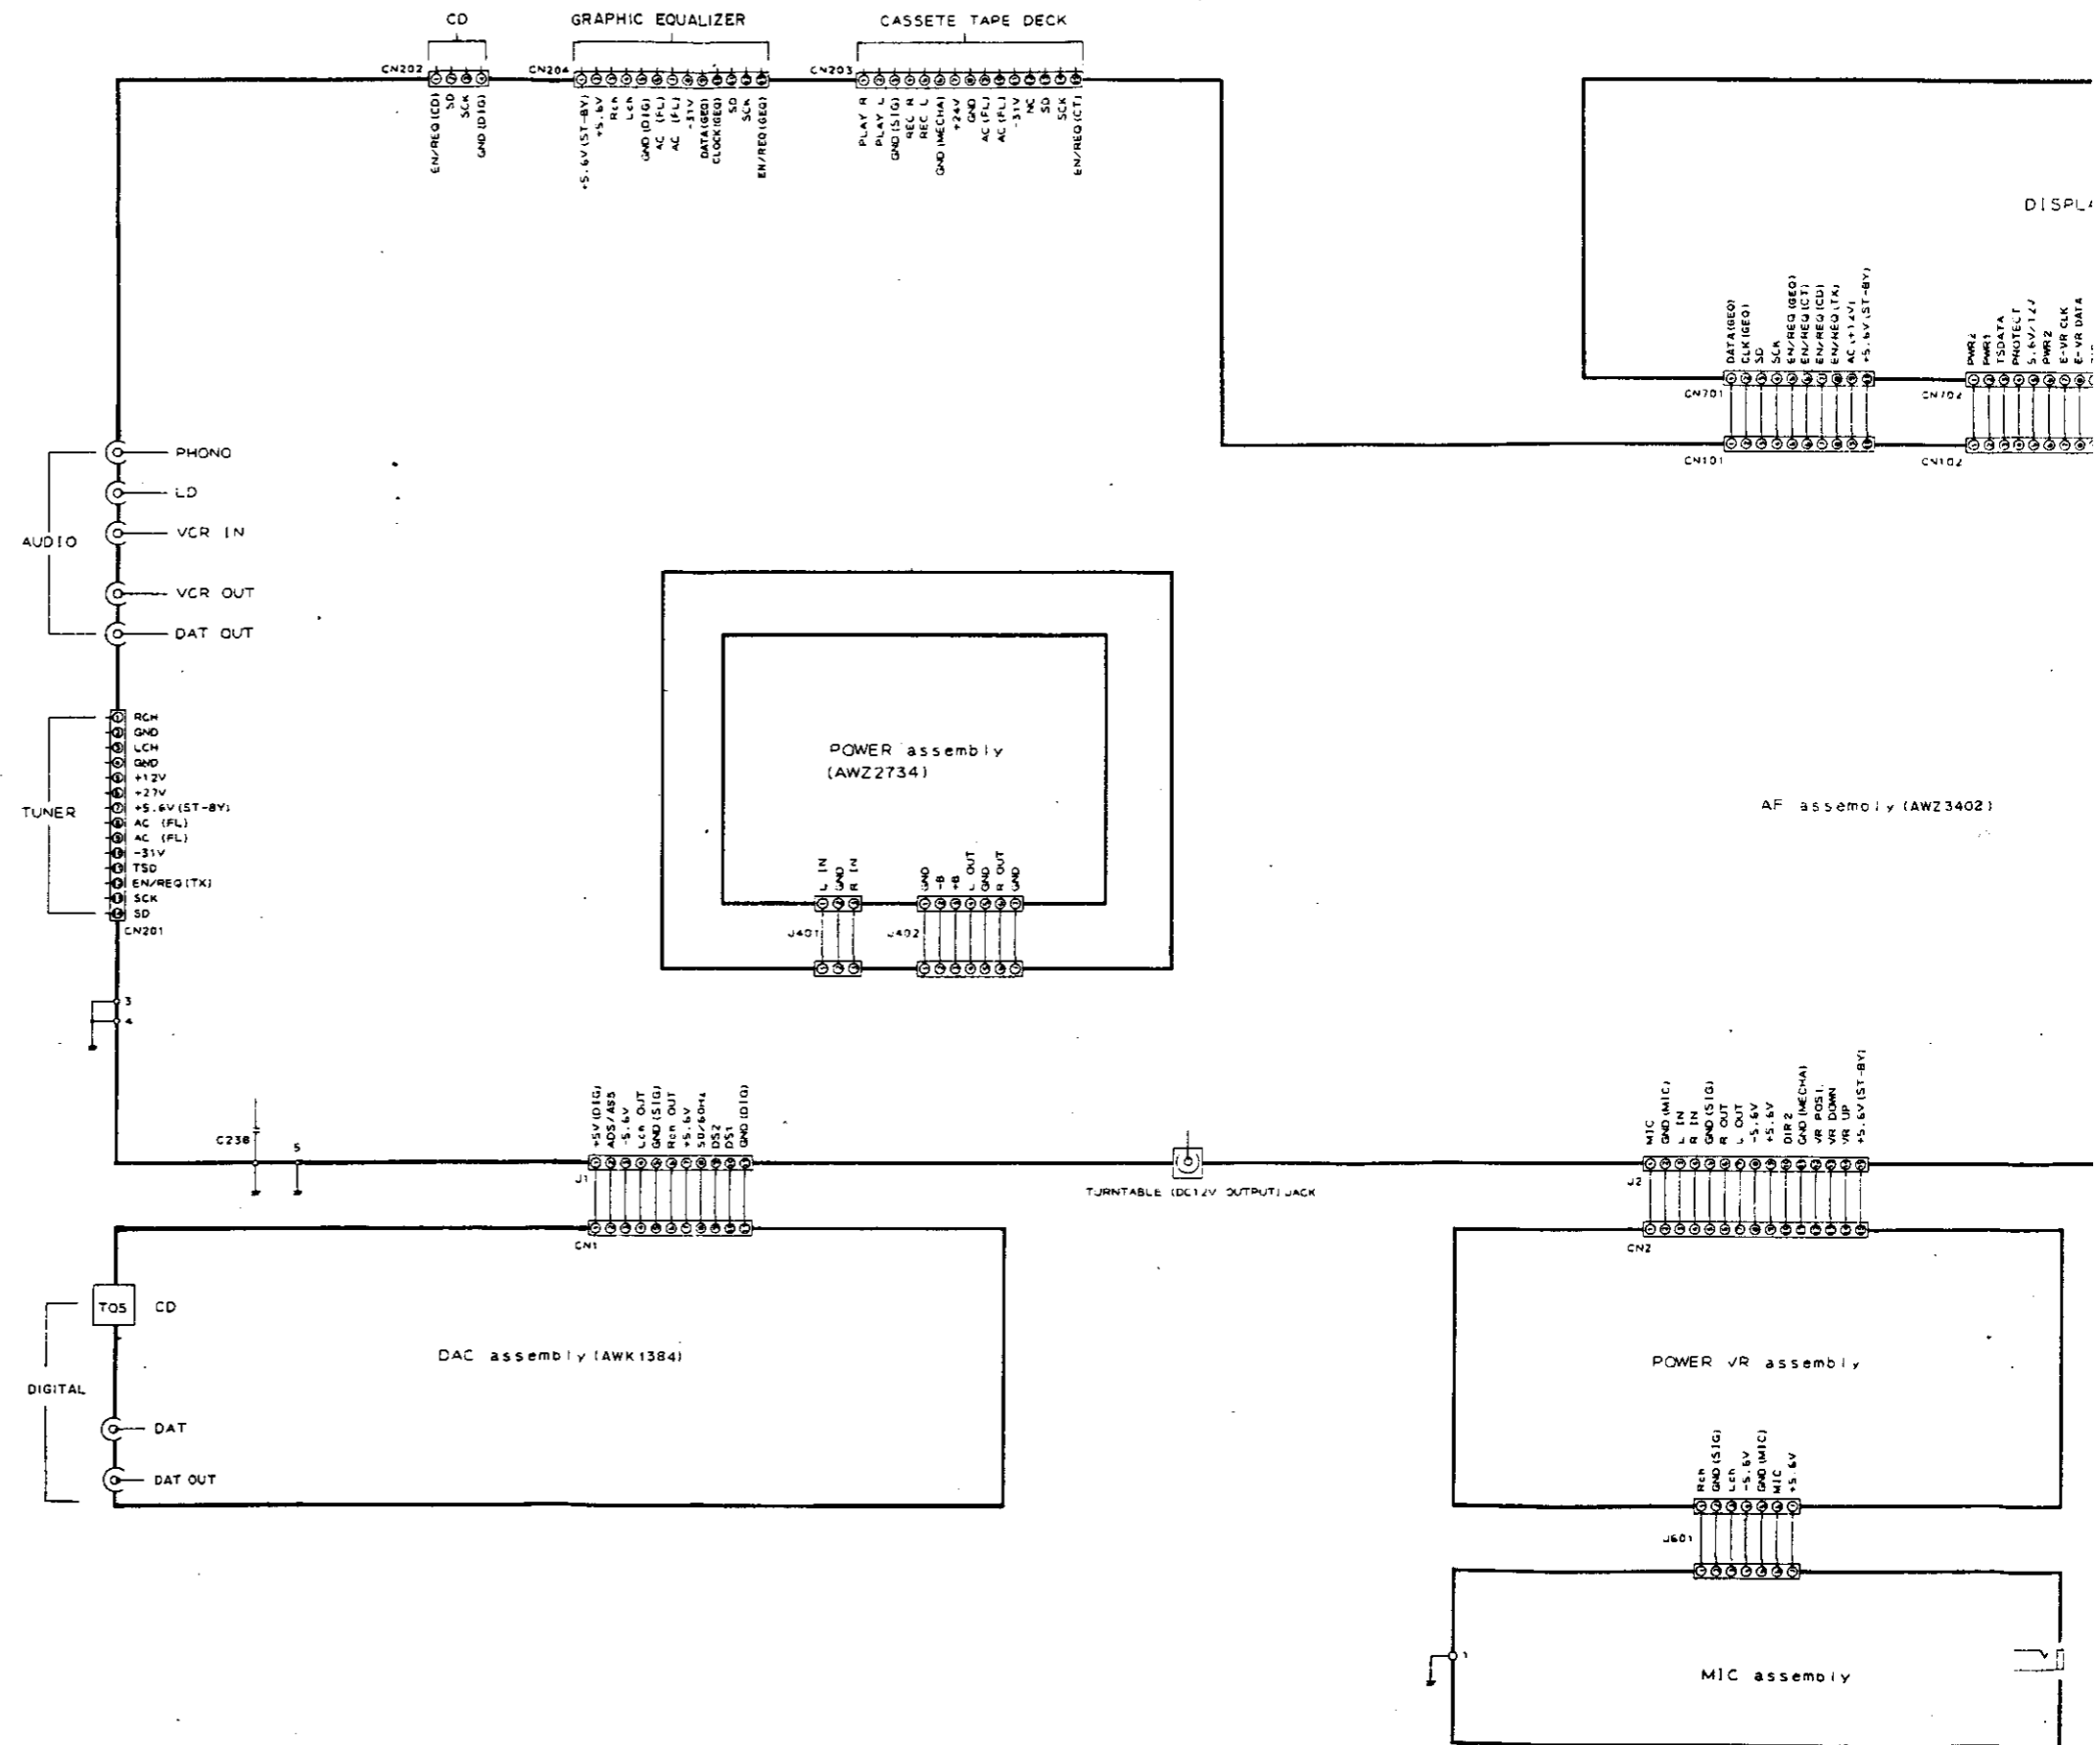 CD
GRAPHIC EQUALIZER
CASSETE TAPE DECK
CN202
CN204
CN203
EN/REQ(CD)
SD
SCK
GND(DIG)
+5.6V(ST-BY)
+5.6V
Rch
Lch
GND(DIG)
AC (FL)
AC (FL)
-31V
DATA(GEQ)
CLOCK(GEQ)
SD
SCK
EN/REQ(GEQ)
PLAY R
PLAY L
GND(SIG)
REC R
REC L
GND(MECHA)
+24V
GND
AC(FL)
AC(FL)
-31V
NC
SD
SCK
EN/REQ(CT)
DISPLA
DATA(GEQ)
CLK(GEQ)
SD
SCK
EN/REQ(GEQ)
EN/REQ(CT)
EN/REQ(CD)
EN/REQ(TX)
AC(+12V)
+5.6V(ST-BY)
PWR2
PWR1
TSDATA
PROTECT
5.6V/12V
PWR2
E-VR CLK
E-VR DATA
CN701
CN702
CN101
CN102
AUDIO
PHONO
LD
VCR IN
VCR OUT
DAT OUT
TUNER
RCH
GND
LCH
GND
+12V
+27V
+5.6V(ST-BY)
AC (FL)
AC (FL)
-31V
TSD
EN/REQ(TX)
SCK
SD
CN201
POWER assembly
(AWZ2734)
L IN
GND
R IN
GND
-B
+B
L OUT
GND
R OUT
GND
J401
J402
AF assembly(AWZ3402)
3
4
C238
5
+5V(DIG)
ADS/ASS
-5.6V
Lch OUT
GND(SIG)
Rch OUT
+5.6V
50/60Hz
DS2
DS1
GND(DIG)
J1
CN1
TURNTABLE (DC12V OUTPUT) JACK
MIC
GND(MIC)
L IN
R IN
GND(SIG)
R OUT
L OUT
-5.6V
+5.6V
DIR2
GND(MECHA)
VR POSI.
VR DOWN
VR UP
+5.6V(ST-BY)
J2
CN2
DIGITAL
TOS
CD
DAC assembly(AWK1384)
DAT
DAT OUT
POWER VR assembly
Rch
GND(SIG)
Lch
-5.6V
GND(MIC)
MIC
+5.6V
J601
MIC assembly